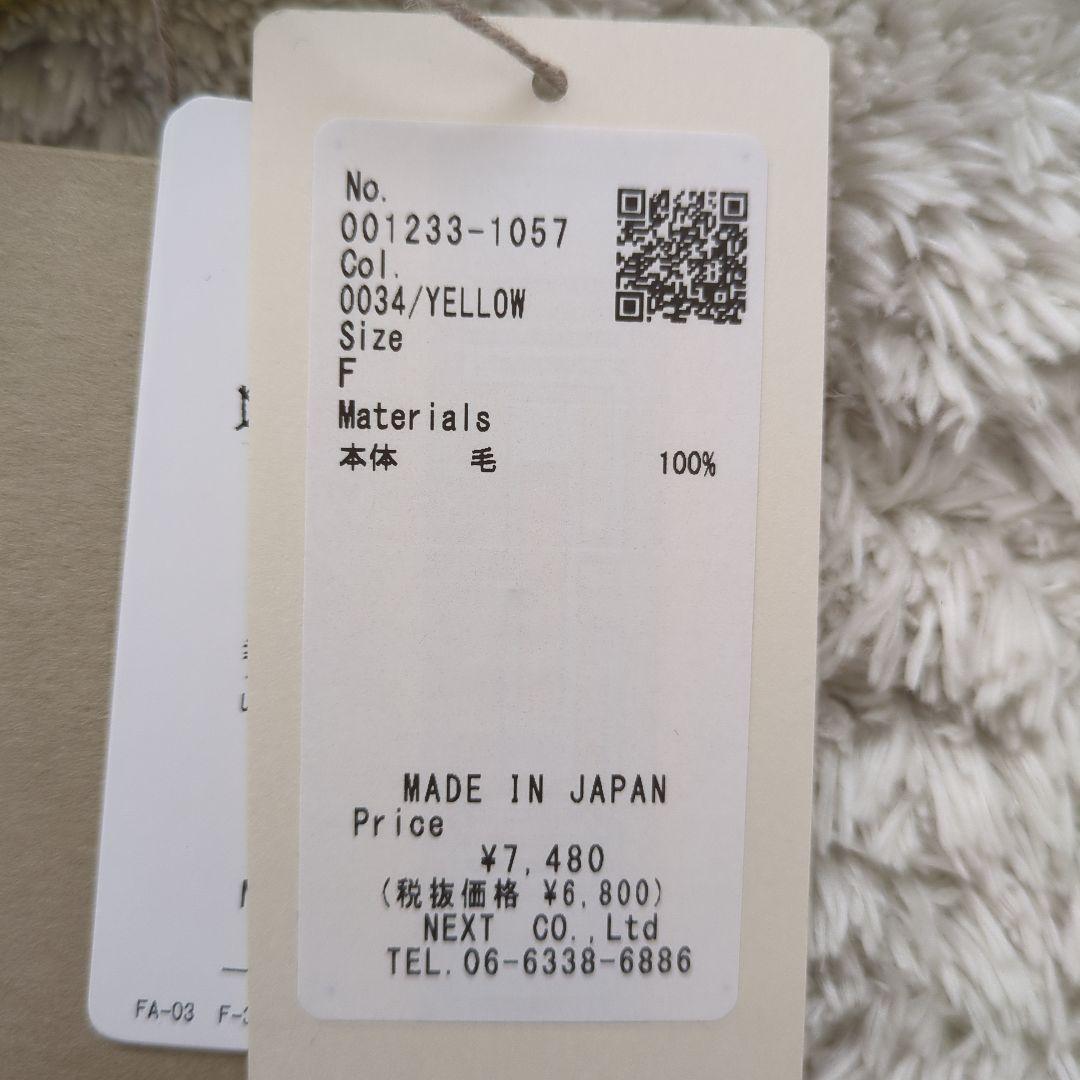 No.
001233-1057
Col.
0034/YELLOW
Size
F
Materials
本体 毛 100%
MADE IN JAPAN
Price
¥7,480
(税抜価格 ¥6,800)
NEXT CO.,Ltd
TEL.06-6338-6886
FA-03